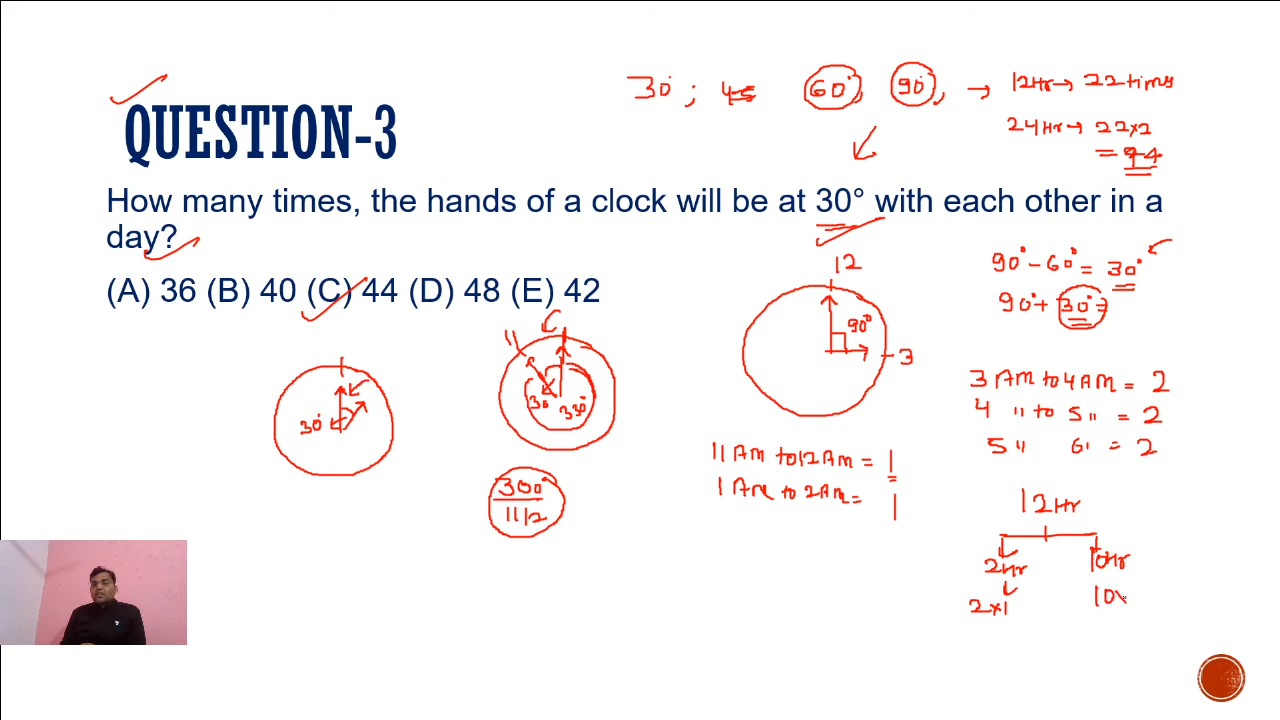 30° ; 45 60°, 90°, → 12Hr → 22 times
24Hr → 22×2
= 44
QUESTION-3
How many times, the hands of a clock will be at 30° with each other in a
day?
(A) 36 (B) 40 (C) 44 (D) 48 (E) 42
90° - 60° = 30°
90° + 30° =
12
90°
3
11
30°
30
330°
3 AM to 4 AM = 2
4 " to 5 " = 2
5 " 6 " = 2
11 AM to 12 AM = 1
1 AM to 2 AM = 1
300°
11/2
12Hr
2Hr 10Hr
2×1 10×